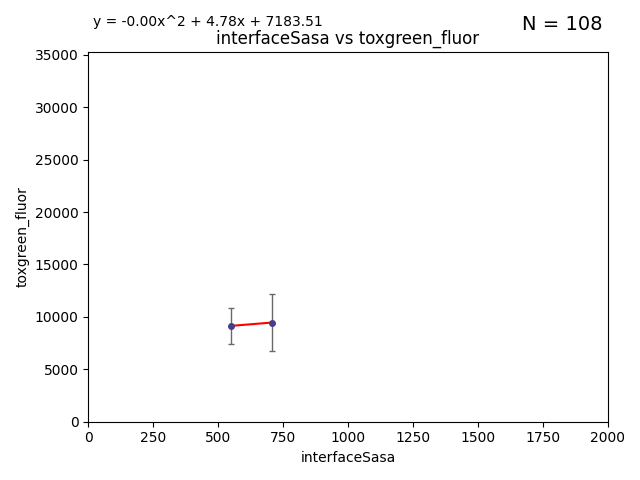 y = -0.00x^2 + 4.78x + 7183.51
N = 108
interfaceSasa vs toxgreen_fluor
35000
30000
25000
20000
15000
10000
5000
0
toxgreen_fluor
0 250 500 750 1000 1250 1500 1750 2000
interfaceSasa